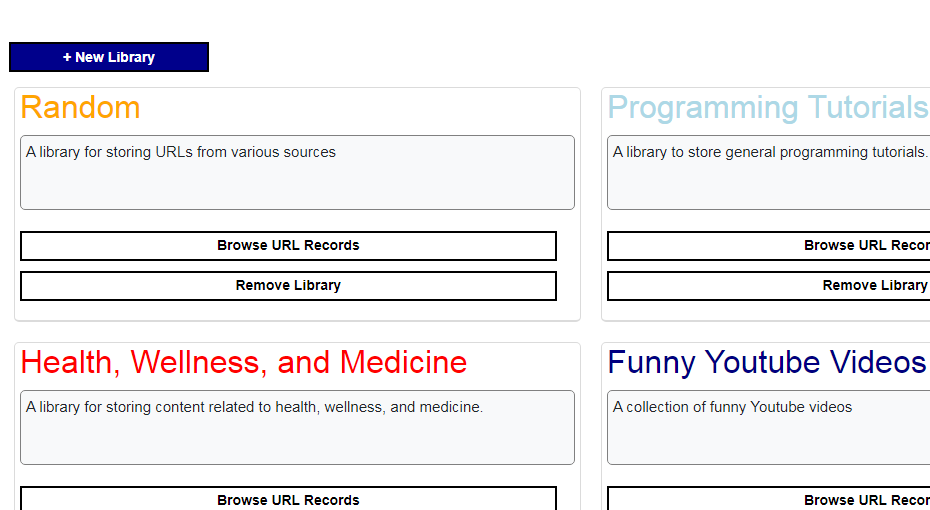 + New Library
Random
A library for storing URLs from various sources
Browse URL Records
Remove Library
Programming Tutorials
A library to store general programming tutorials.
Browse URL Recor
Remove Library
Health, Wellness, and Medicine
A library for storing content related to health, wellness, and medicine.
Browse URL Records
Funny Youtube Videos
A collection of funny Youtube videos
Browse URL Recor